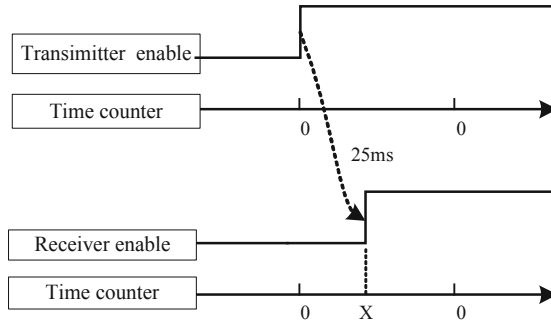 Transimitter enable
Time counter
0 0
25ms
Receiver enable
Time counter
0 X 0